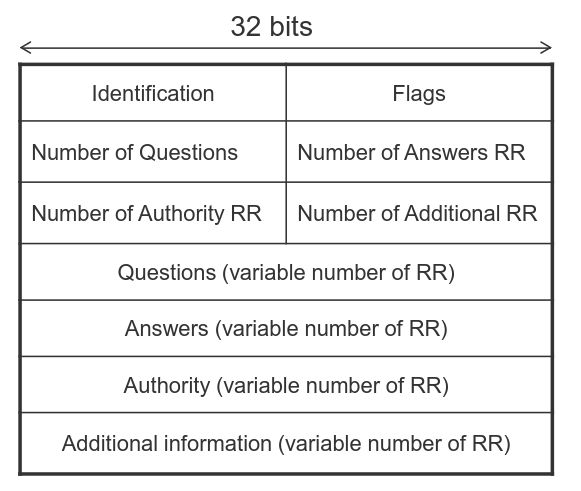 32 bits
Identification
Flags
Number of Questions
Number of Answers RR
Number of Authority RR
Number of Additional RR
Questions (variable number of RR)
Answers (variable number of RR)
Authority (variable number of RR)
Additional information (variable number of RR)